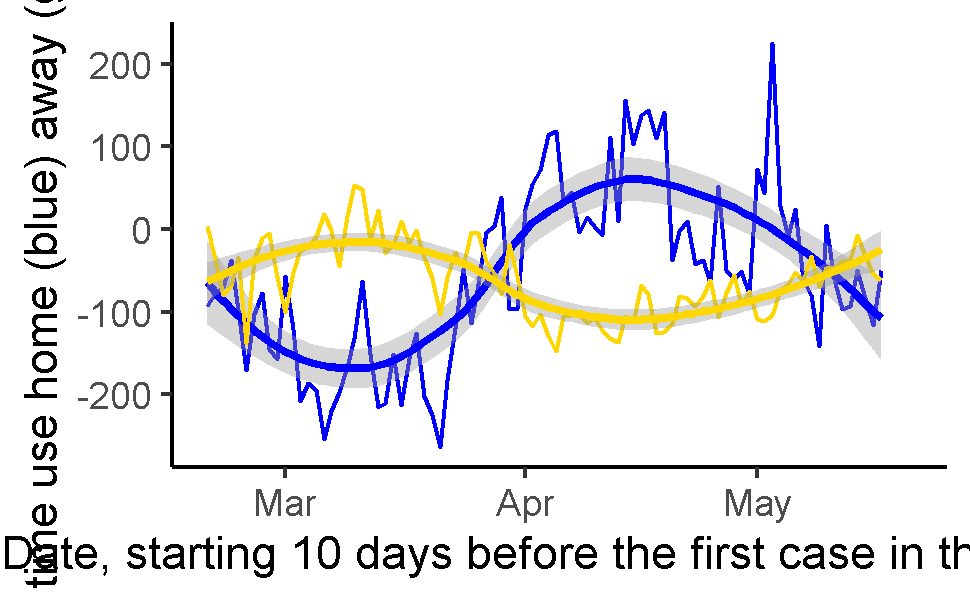 time use home (blue) away (
200
100
0
-100
-200
Mar Apr May
Date, starting 10 days before the first case in th